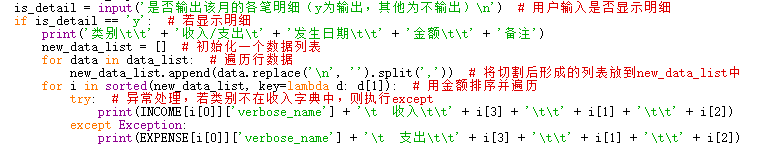 is_detail = input('是否输出该月的各笔明细（y为输出，其他为不输出）\n')  # 用户输入是否显示明细
if is_detail == 'y':  # 若显示明细
    print('类别\t\t' + '收入/支出\t' + '发生日期\t\t' + '金额\t\t' + '备注')
    new_data_list = []  # 初始化一个数据列表
    for data in data_list:  # 遍历行数据
        new_data_list.append(data.replace('\n', '').split(','))  # 将切割后形成的列表放到new_data_list中
    for i in sorted(new_data_list, key=lambda d: d[1]):  # 用金额排序并遍历
        try:  # 异常处理，若类别不在收入字典中，则执行except
            print(INCOME[i[0]]['verbose_name'] + '\t  收入\t\t' + i[3] + '\t\t' + i[1] + '\t\t' + i[2])
        except Exception:
            print(EXPENSE[i[0]]['verbose_name'] + '\t  支出\t\t' + i[3] + '\t\t' + i[1] + '\t\t' + i[2])